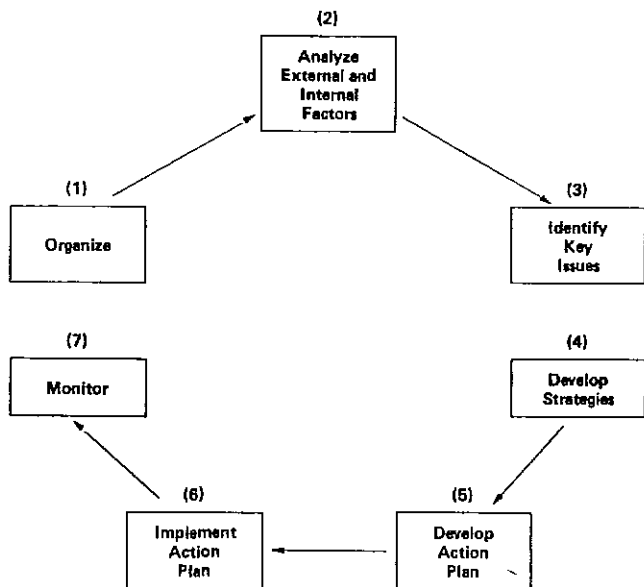 (1)
Organize
(2)
Analyze
External and
Internal
Factors
(3)
Identify
Key
Issues
(4)
Develop
Strategies
(5)
Develop
Action
Plan
(6)
Implement
Action
Plan
(7)
Monitor